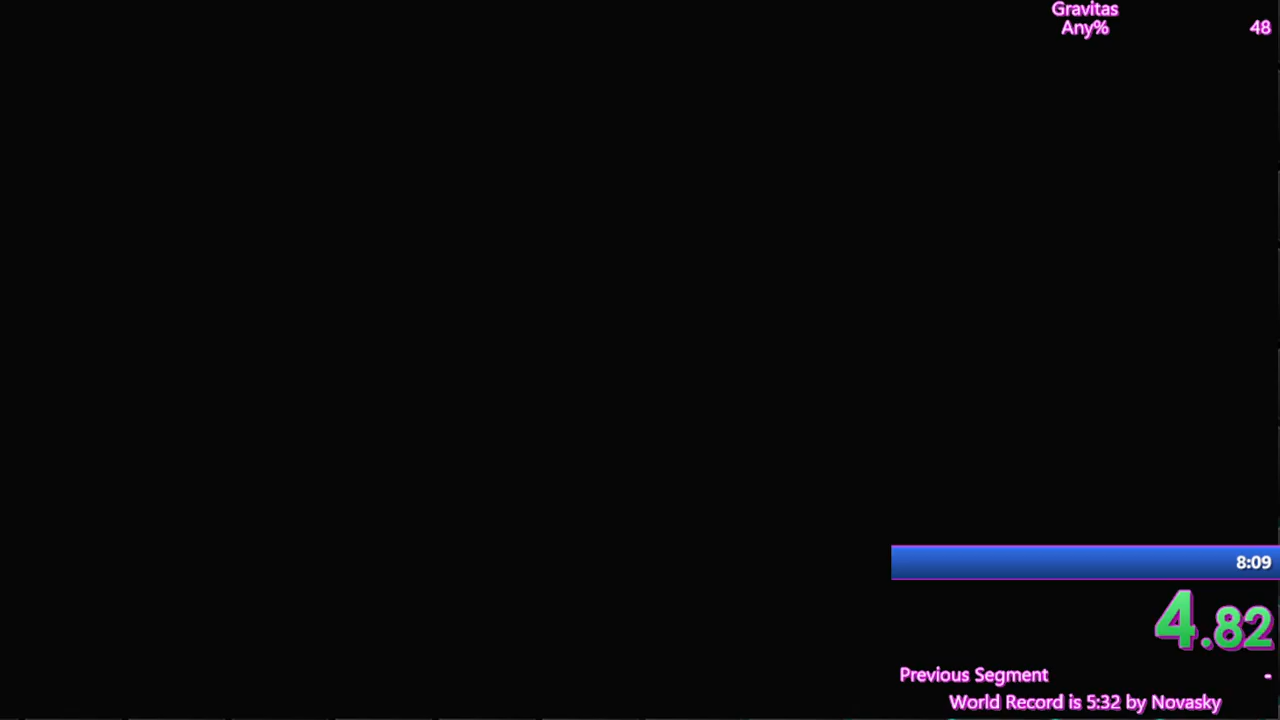 Gravitas
Any% 48
8:09
4.82
Previous Segment -
World Record is 5:32 by Novasky